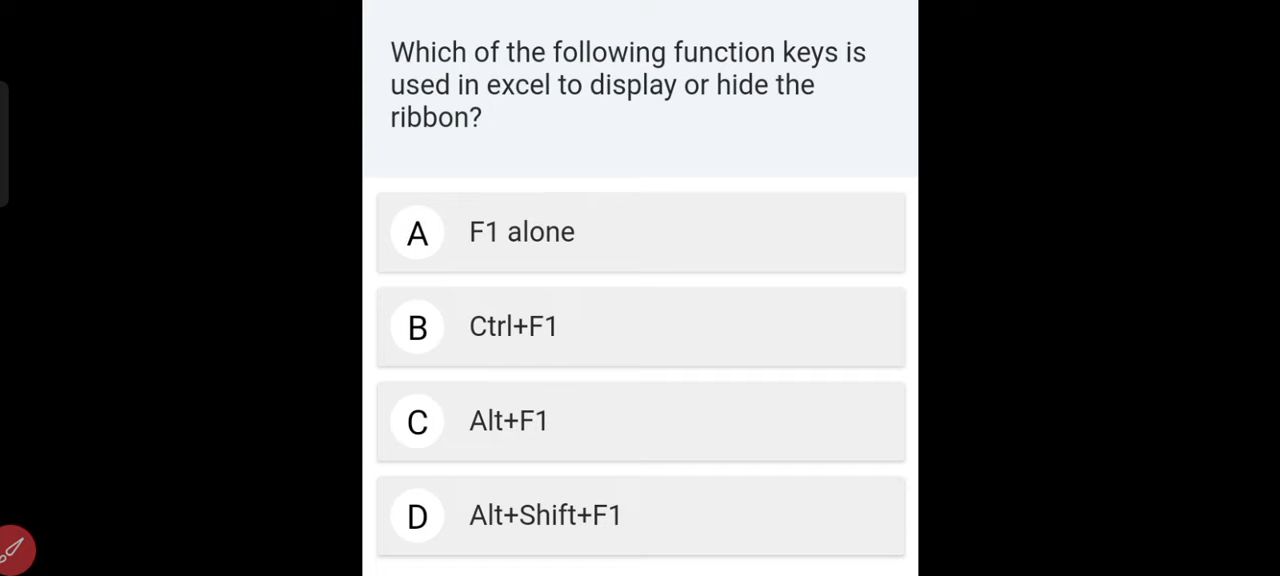 Which of the following function keys is
used in excel to display or hide the
ribbon?
A F1 alone
B Ctrl+F1
C Alt+F1
D Alt+Shift+F1